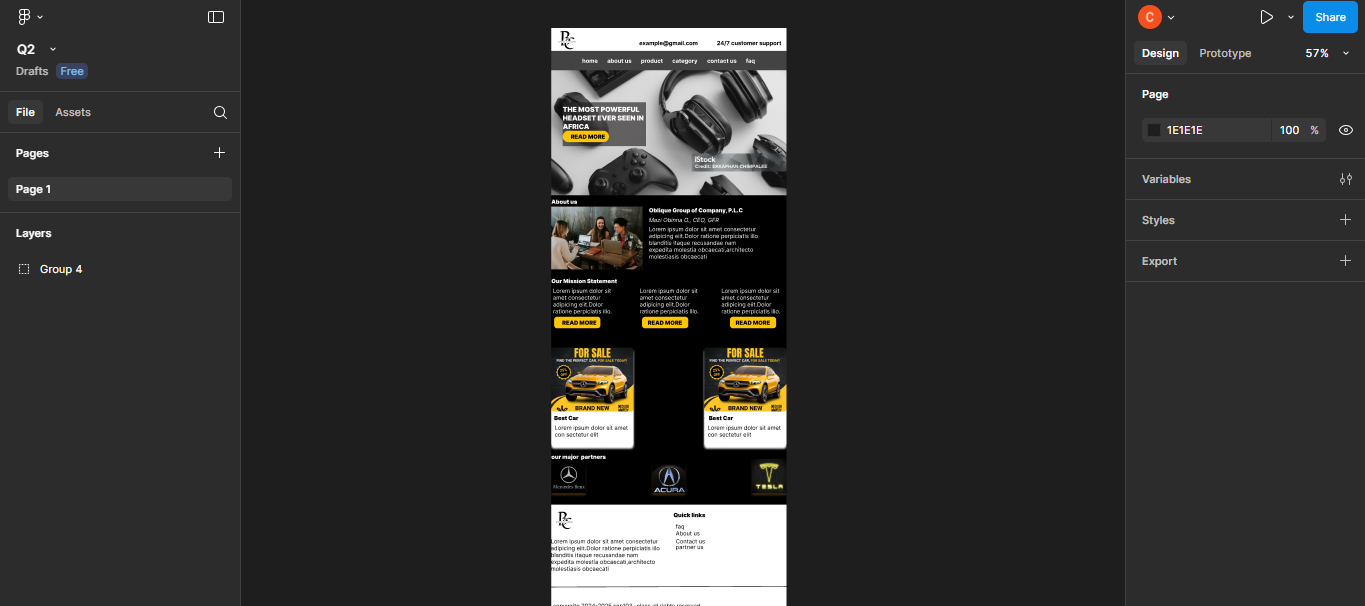 Q2
Drafts Free
File Assets
Pages
Page 1
Layers
Group 4
example@gmail.com 24/7 customer support
home about us product category contact us faq
THE MOST POWERFUL
HEADSET EVER SEEN IN
AFRICA
READ MORE
iStock
Credit: EKKAPHAN CHIMPALEE
About us
Oblique Group of Company, P.L.C
Mazi Obinna O., CEO, GFR
Lorem ipsum dolor sit amet consectetur
adipicing elit.Dolor ratione perpiciatis illo
blanditis itaque recusandae nam
expedita molestia obcaecati,architecto
molestiasis obcaecati
Our Mission Statement
Lorem ipsum dolor sit
amet consectetur
adipicing elit.Dolor
ratione perpiciatis illo.
READ MORE
Lorem ipsum dolor sit
amet consectetur
adipicing elit.Dolor
ratione perpiciatis illo.
READ MORE
Lorem ipsum dolor sit
amet consectetur
adipicing elit.Dolor
ratione perpiciatis illo.
READ MORE
FOR SALE
FIND THE PERFECT CAR, FOR SALE TODAY!
25%
OFF
BRAND NEW
Best Car
Lorem ipsum dolor sit amet
con sectetur elit
FOR SALE
FIND THE PERFECT CAR, FOR SALE TODAY!
25%
OFF
BRAND NEW
Best Car
Lorem ipsum dolor sit amet
con sectetur elit
our major partners
Mercedes-Benz
ACURA
TESLA
Lorem ipsum dolor sit amet consectetur
adipicing elit.Dolor ratione perpiciatis illo
blanditis itaque recusandae nam
expedita molestia obcaecati,architecto
molestiasis obcaecati
Quick links
faq
About us
Contact us
partner us
C
Share
Design Prototype 57%
Page
1E1E1E 100 %
Variables
Styles
Export